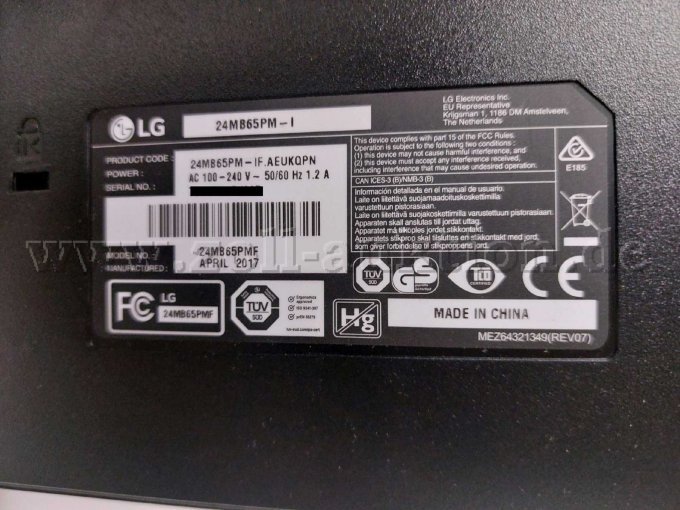 LG
24MB65PM-I
LG Electronics Inc.
EU Representative
Krijgsman 1, 1186 DM Amstelveen,
The Netherlands
PRODUCT CODE : 24MB65PM-IF.AEUKQPN
POWER : AC 100-240 V ~ 50/60 Hz 1.2 A
SERIAL NO. :
MODEL NO. : 24MB65PMF
MANUFACTURED : APRIL 2017
This device complies with part 15 of the FCC Rules.
Operation is subject to the following two conditions :
(1) this device may not cause harmful interference, and
(2) this device must accept any interference received,
including interference that may cause undesired operation.
CAN ICES-3 (B)/NMB-3 (B)
Información detallada en el manual de usuario.
Laite on liitettävä suojamaadoituskoskettimilla
varustettuun pistorasiaan.
Laite on liitettävä suojakoskettimilla varustettuun pistorasiaan.
Apparatet må tilkoples jordet stikkontakt.
Apparaten skall anslutas till jordat uttag.
Apparatets stikprop skal tilsluttes en stikkontakt
med jord, som giver forbindelse til stikproppens jord.
E185
FC LG
24MB65PMF
TÜV
SÜD
Ergonomics
approved
TÜV
SÜD
GS
TCO
CERTIFIED
CE
Hg
MADE IN CHINA
MEZ64321349(REV07)